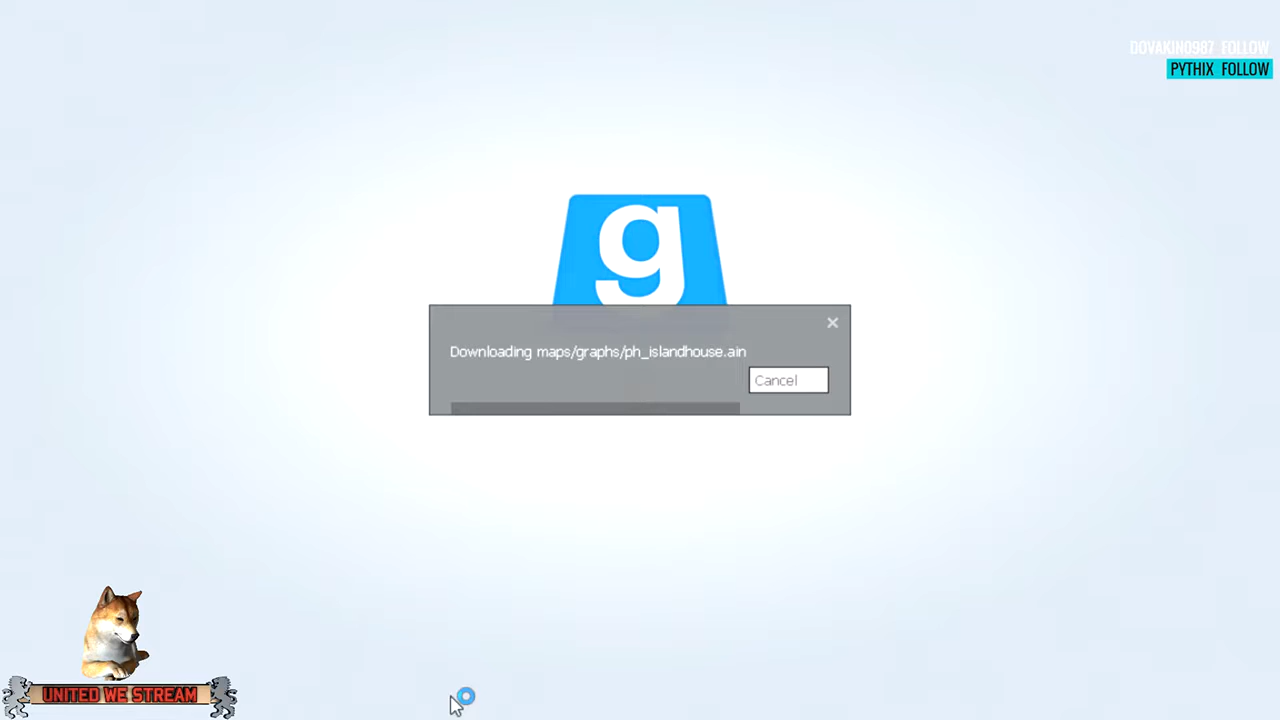 DOVAKIN0987 FOLLOW
PYTHIX FOLLOW
g
Downloading maps/graphs/ph_islandhouse.ain
Cancel
UNITED WE STREAM